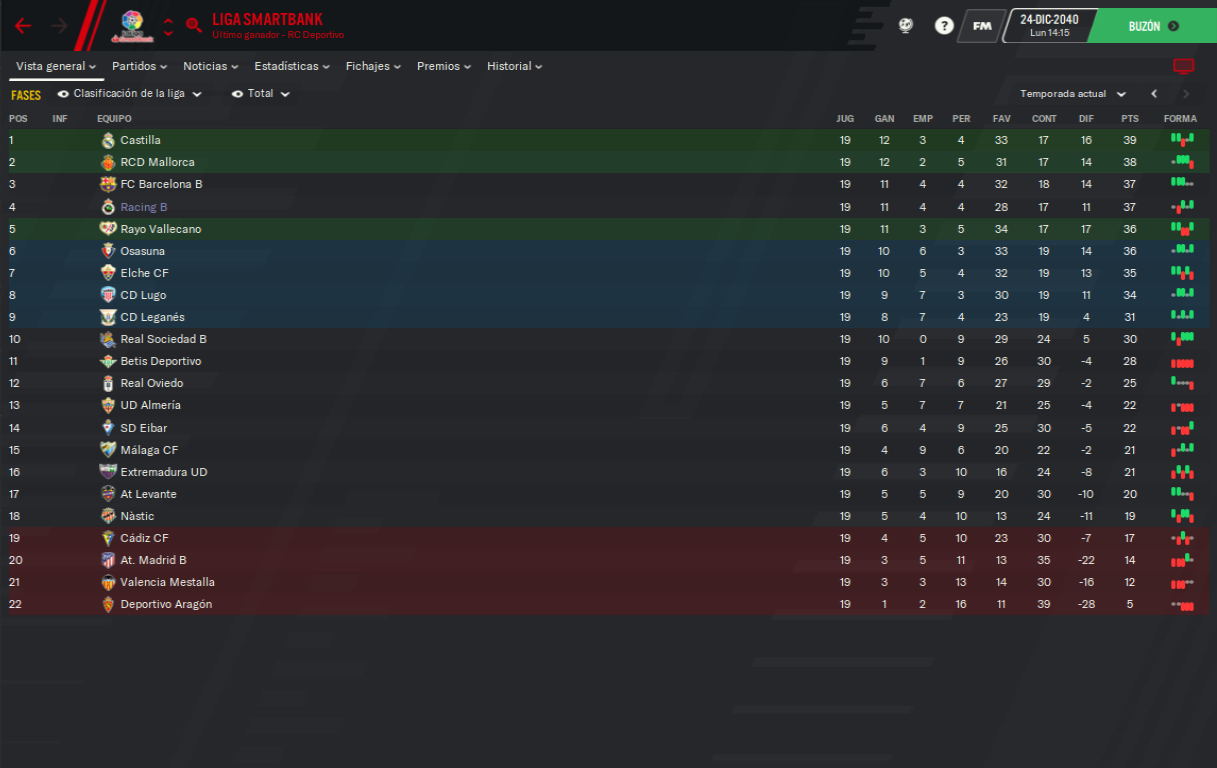 LIGA SMARTBANK
Último ganador - RC Deportivo
? FM 24-DIC-2040 BUZÓN
Lun 14:15
Vista general Partidos Noticias Estadísticas Fichajes Premios Historial
FASES Clasificación de la liga Total Temporada actual
POS INF EQUIPO JUG GAN EMP PER FAV CONT DIF PTS FORMA
1 Castilla 19 12 3 4 33 17 16 39
2 RCD Mallorca 19 12 2 5 31 17 14 38
3 FC Barcelona B 19 11 4 4 32 18 14 37
4 Racing B 19 11 4 4 28 17 11 37
5 Rayo Vallecano 19 11 3 5 34 17 17 36
6 Osasuna 19 10 6 3 33 19 14 36
7 Elche CF 19 10 5 4 32 19 13 35
8 CD Lugo 19 9 7 3 30 19 11 34
9 CD Leganés 19 8 7 4 23 19 4 31
10 Real Sociedad B 19 10 0 9 29 24 5 30
11 Betis Deportivo 19 9 1 9 26 30 -4 28
12 Real Oviedo 19 6 7 6 27 29 -2 25
13 UD Almería 19 5 7 7 21 25 -4 22
14 SD Eibar 19 6 4 9 25 30 -5 22
15 Málaga CF 19 4 9 6 20 22 -2 21
16 Extremadura UD 19 6 3 10 16 24 -8 21
17 At Levante 19 5 5 9 20 30 -10 20
18 Nàstic 19 5 4 10 13 24 -11 19
19 Cádiz CF 19 4 5 10 23 30 -7 17
20 At. Madrid B 19 3 5 11 13 35 -22 14
21 Valencia Mestalla 19 3 3 13 14 30 -16 12
22 Deportivo Aragón 19 1 2 16 11 39 -28 5